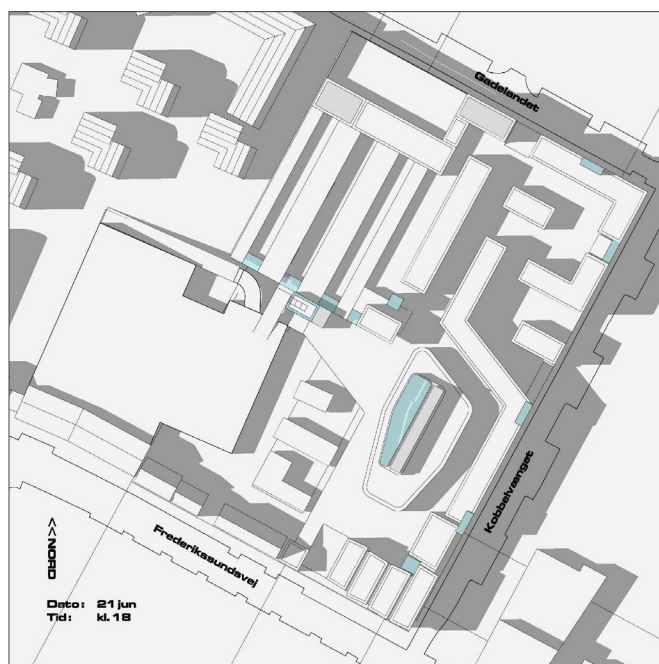 Gadelandet
Kobbelvænget
Frederikssundsvej
<< NORD
Dato: 21 jun
Tid: kl. 18